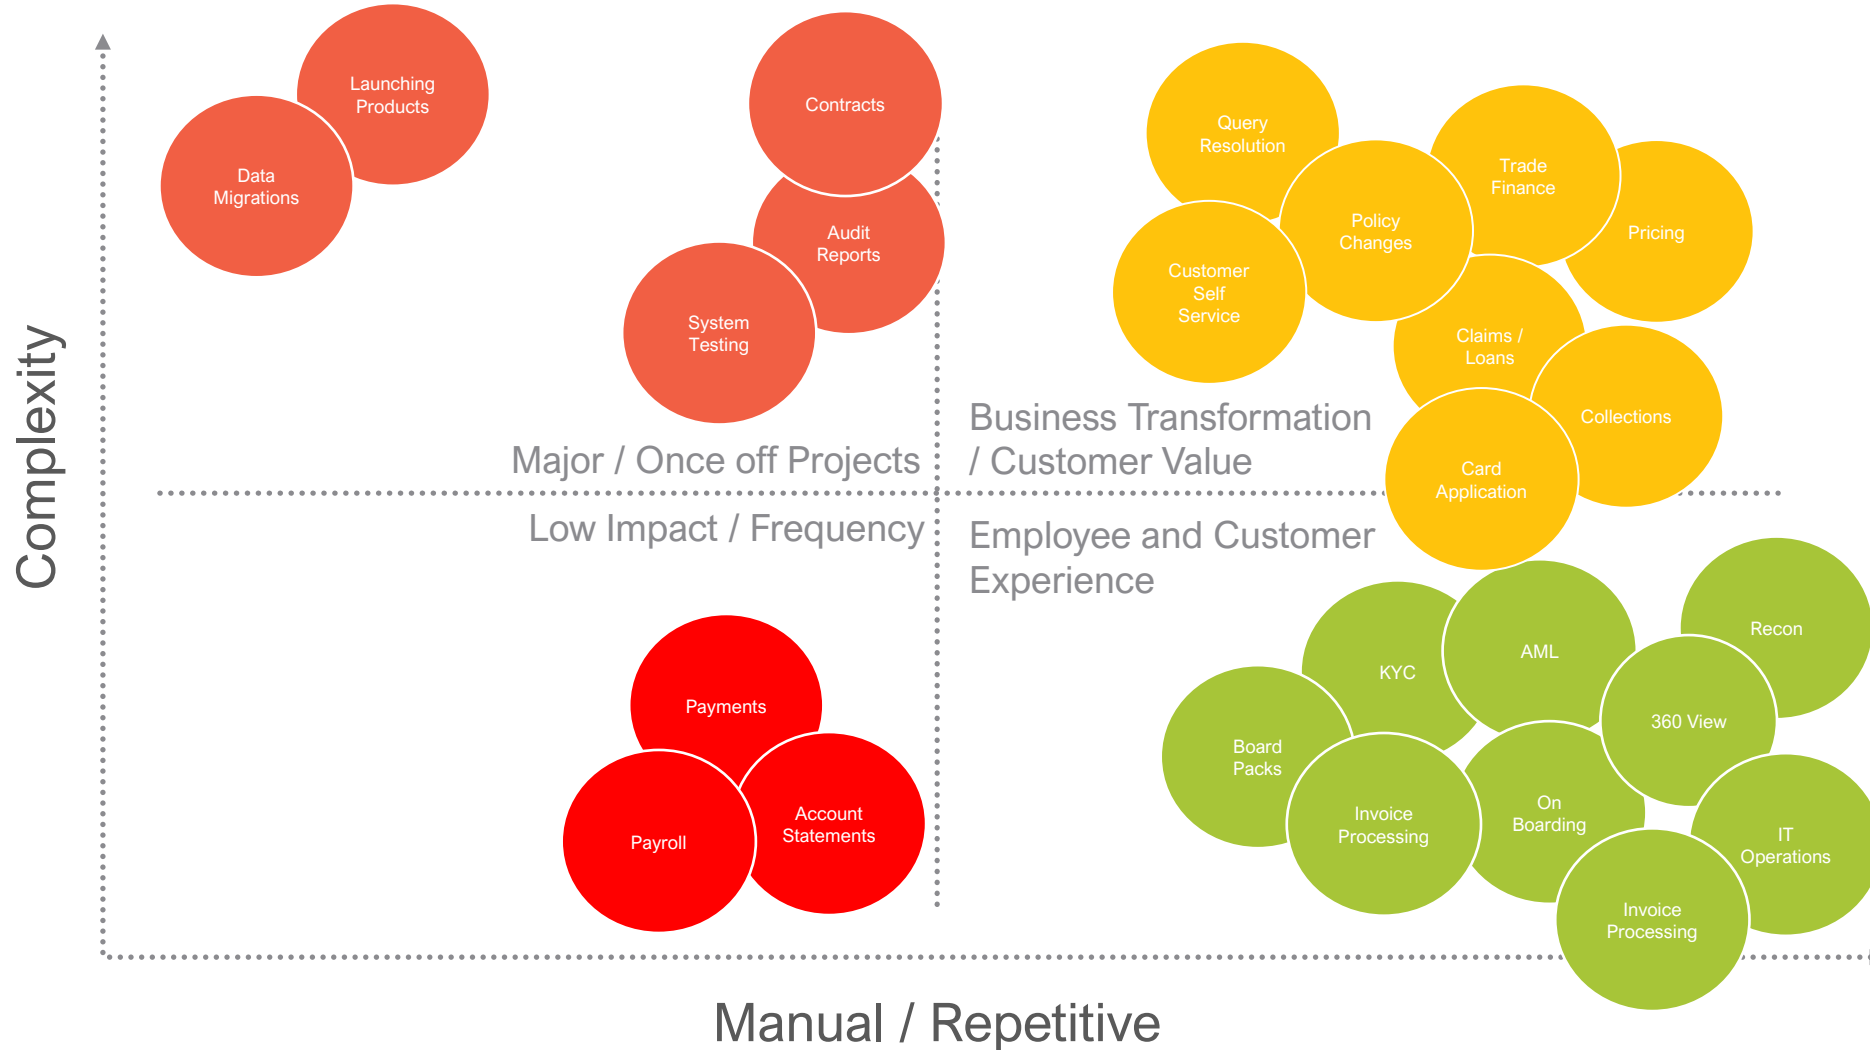 Launching
Products
Data
Migrations
Contracts
Audit
Reports
System
Testing
Major / Once off Projects
Query
Resolution
Trade
Finance
Policy
Changes
Pricing
Customer
Self
Service
Claims /
Loans
Collections
Card
Application
Business Transformation
/ Customer Value
Complexity
Low Impact / Frequency
Payments
Account
Statements
Payroll
Employee and Customer
Experience
Recon
AML
KYC
360 View
Board
Packs
Invoice
Processing
On
Boarding
IT
Operations
Invoice
Processing
Manual / Repetitive